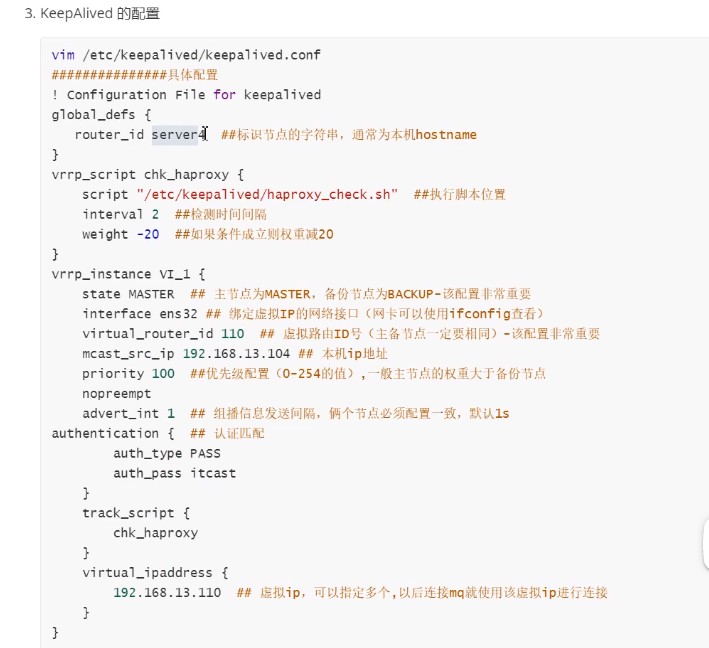 3. KeepAlived 的配置
vim /etc/keepalived/keepalived.conf
###############具体配置
! Configuration File for keepalived
global_defs {
router_id server4 ##标识节点的字符串，通常为本机hostname
}
vrrp_script chk_haproxy {
script "/etc/keepalived/haproxy_check.sh" ##执行脚本位置
interval 2 ##检测时间间隔
weight -20 ##如果条件成立则权重减20
}
vrrp_instance VI_1 {
state MASTER ## 主节点为MASTER，备份节点为BACKUP-该配置非常重要
interface ens32 ## 绑定虚拟IP的网络接口（网卡可以使用ifconfig查看）
virtual_router_id 110 ## 虚拟路由ID号（主备节点一定要相同）-该配置非常重要
mcast_src_ip 192.168.13.104 ## 本机ip地址
priority 100 ##优先级配置（0-254的值）,一般主节点的权重大于备份节点
nopreempt
advert_int 1 ## 组播信息发送间隔，俩个节点必须配置一致，默认1s
authentication { ## 认证匹配
auth_type PASS
auth_pass itcast
}
track_script {
chk_haproxy
}
virtual_ipaddress {
192.168.13.110 ## 虚拟ip，可以指定多个,以后连接mq就使用该虚拟ip进行连接
}
}